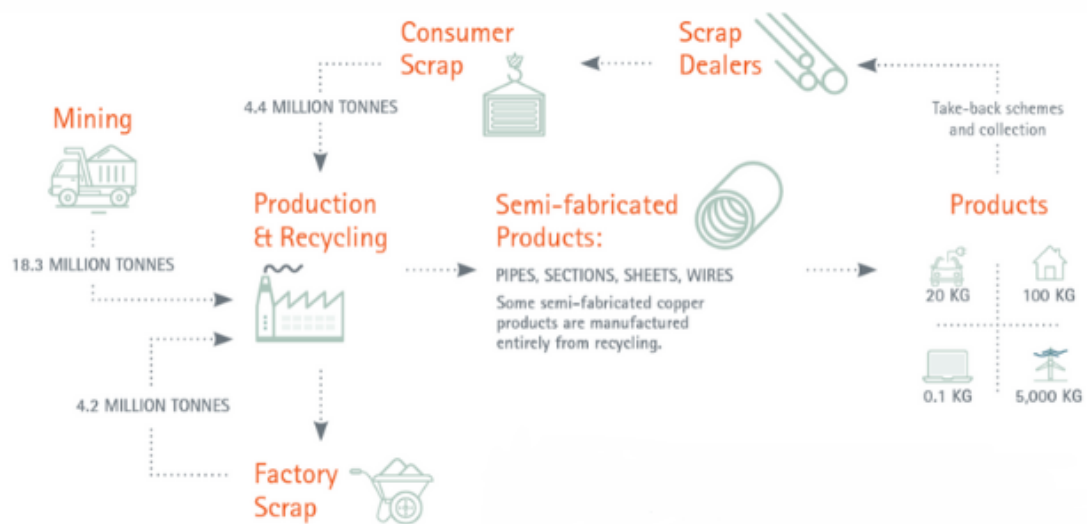 Consumer
Scrap
Scrap
Dealers
4.4 MILLION TONNES
Take-back schemes
and collection
Mining
18.3 MILLION TONNES
Production
& Recycling
Semi-fabricated
Products:
PIPES, SECTIONS, SHEETS, WIRES
Some semi-fabricated copper
products are manufactured
entirely from recycling.
Products
20 KG
100 KG
0.1 KG
5,000 KG
4.2 MILLION TONNES
Factory
Scrap